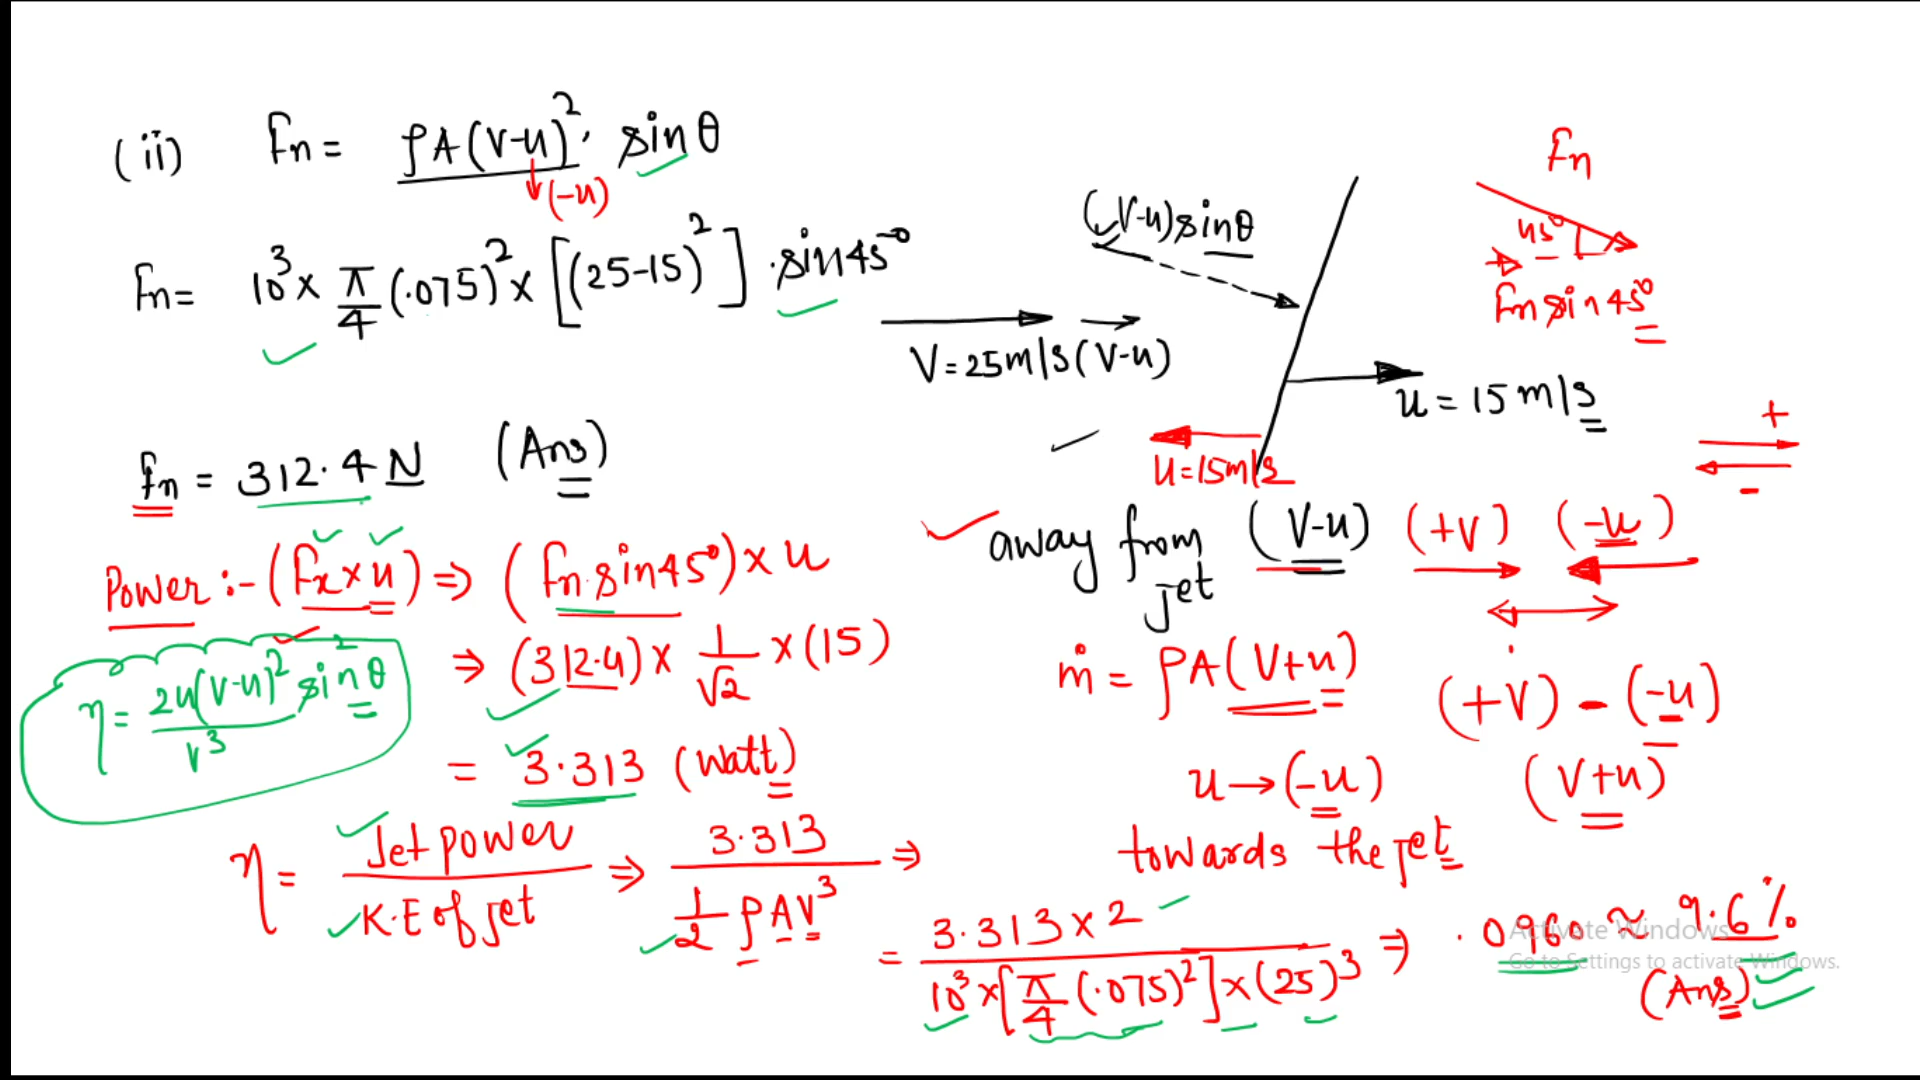 (ii) Fn = ρA(V-u)². sinθ
(-u)
Fn = 10³ × π/4 (.075)² × [(25-15)²] . sin45°
Fn = 312.4 N (Ans)
Power :- (Fx × u) ⇒ (Fn. sin45°) × u
⇒ (312.4) × 1/√2 × (15)
= 3.313 (watt)
η = 2u(V-u)² sin²θ / V³
η = Jet power / K.E of jet ⇒ 3.313 / ½ ρAV³ ⇒
= 3.313 × 2 / 10³ × [π/4 (.075)²] × (25)³ ⇒ .0960 ≈ 9.6%
(Ans)
(V-u)sinθ
V = 25m/s (V-u)
u = 15 m/s
u = 15m/s
Fn
45°
Fn sin 45°
+
-
away from jet (V-u) (+V) (-u)
ṁ = ρA(V+u) (+V) - (-u)
u → (-u) (V+u)
towards the jet
Activate Windows
Go to Settings to activate Windows.